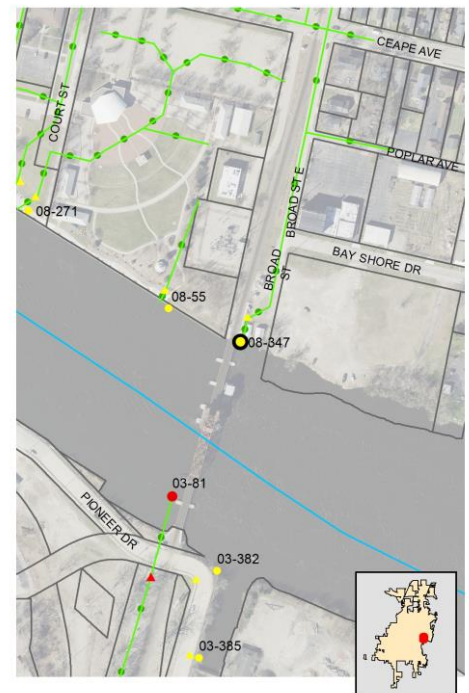 CEAPE AVE
COURT ST
POPLAR AVE
BROAD ST E
08-271
BROAD
ST
BAY SHORE DR
08-55
08-347
03-81
PIONEER DR
03-382
03-385